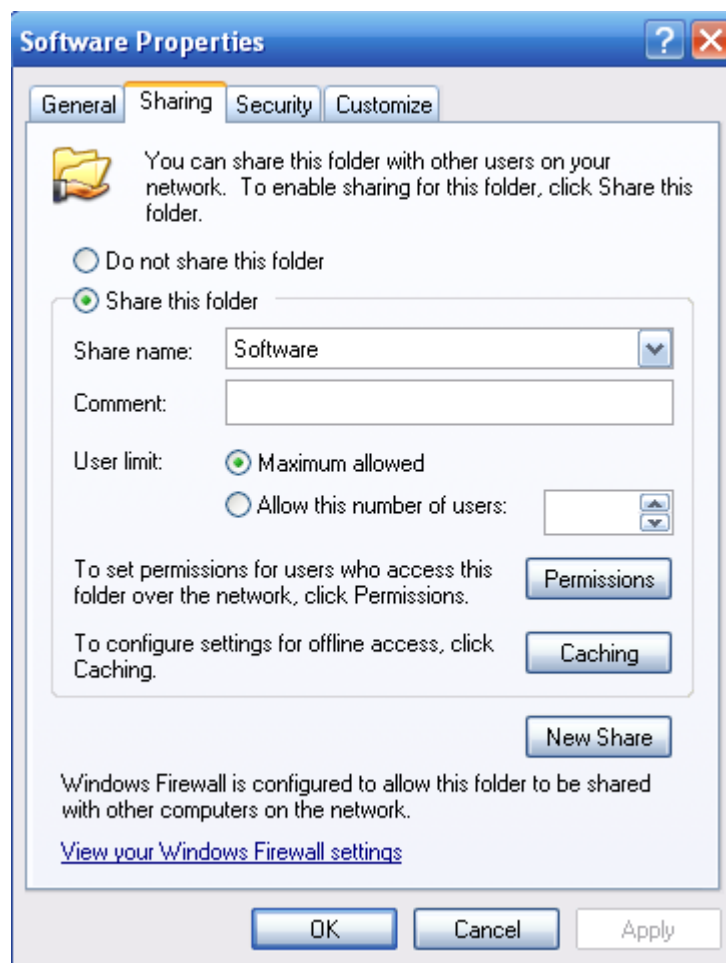 Software Properties
General Sharing Security Customize
You can share this folder with other users on your
network. To enable sharing for this folder, click Share this
folder.
Do not share this folder
Share this folder
Share name: Software
Comment:
User limit: Maximum allowed
Allow this number of users:
To set permissions for users who access this
folder over the network, click Permissions.
Permissions
To configure settings for offline access, click
Caching.
Caching
New Share
Windows Firewall is configured to allow this folder to be shared
with other computers on the network.
View your Windows Firewall settings
OK Cancel Apply